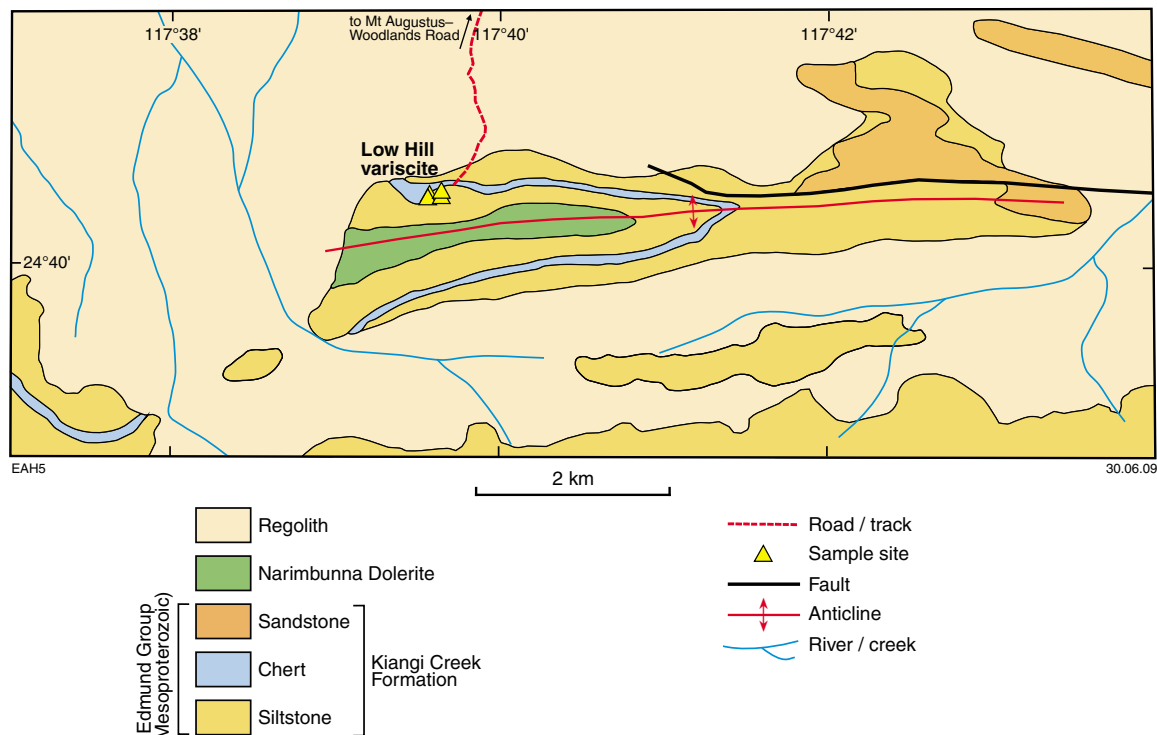 to Mt Augustus–
Woodlands Road
117°38'
117°40'
117°42'
Low Hill
variscite
24°40'
EAH5
30.06.09
2 km
Regolith
Narimbunna Dolerite
Sandstone
Chert
Siltstone
Edmund Group
Mesoproterozoic)
Kiangi Creek
Formation
Road / track
Sample site
Fault
Anticline
River / creek